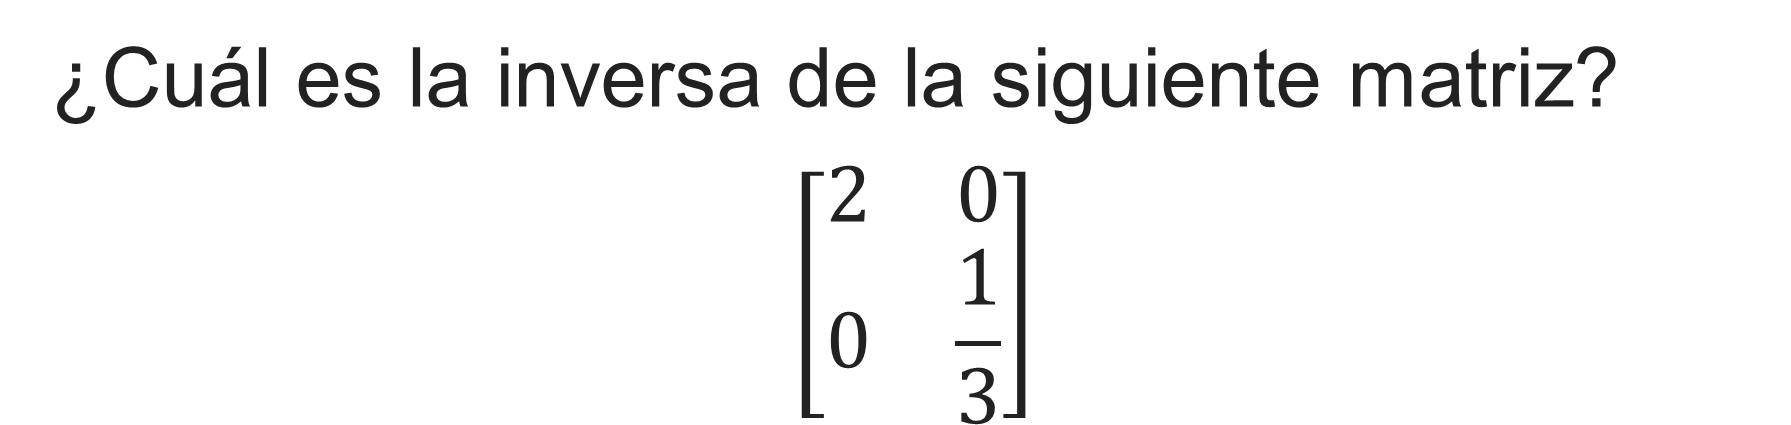 ¿Cuál es la inversa de la siguiente matriz?
[2 0
0 1/3]